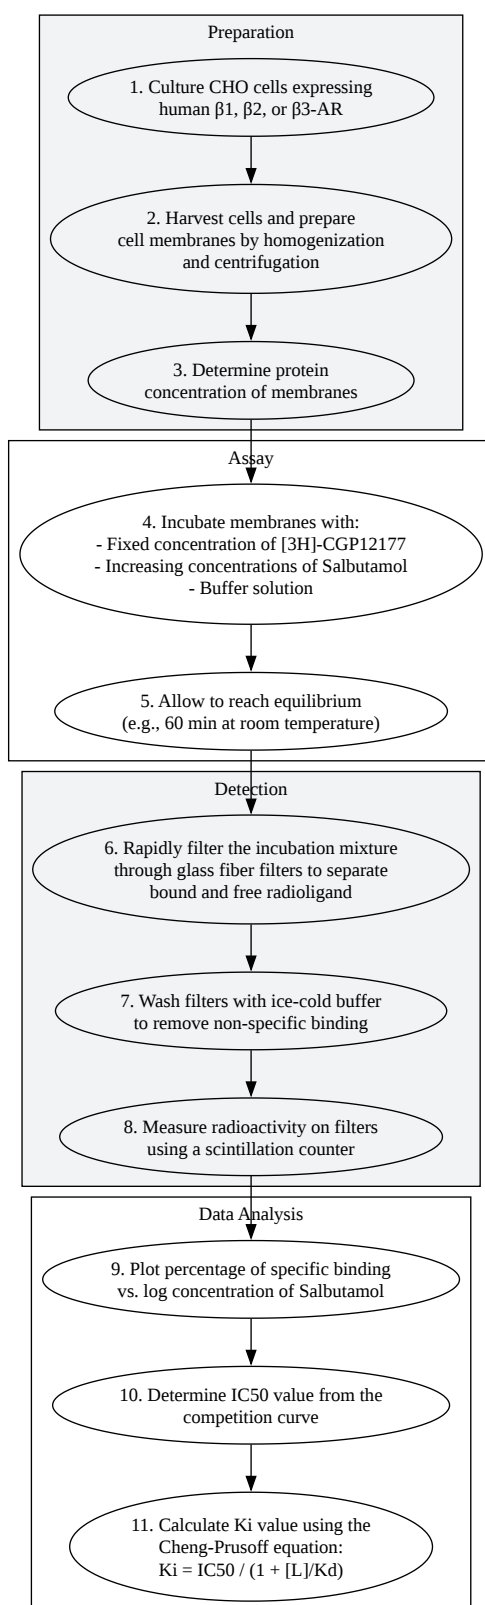 Preparation
1. Culture CHO cells expressing
human β1, β2, or β3-AR
2. Harvest cells and prepare
cell membranes by homogenization
and centrifugation
3. Determine protein
concentration of membranes
Assay
4. Incubate membranes with:
- Fixed concentration of [3H]-CGP12177
- Increasing concentrations of Salbutamol
- Buffer solution
5. Allow to reach equilibrium
(e.g., 60 min at room temperature)
Detection
6. Rapidly filter the incubation mixture
through glass fiber filters to separate
bound and free radioligand
7. Wash filters with ice-cold buffer
to remove non-specific binding
8. Measure radioactivity on filters
using a scintillation counter
Data Analysis
9. Plot percentage of specific binding
vs. log concentration of Salbutamol
10. Determine IC50 value from the
competition curve
11. Calculate Ki value using the
Cheng-Prusoff equation:
Ki = IC50 / (1 + [L]/Kd)